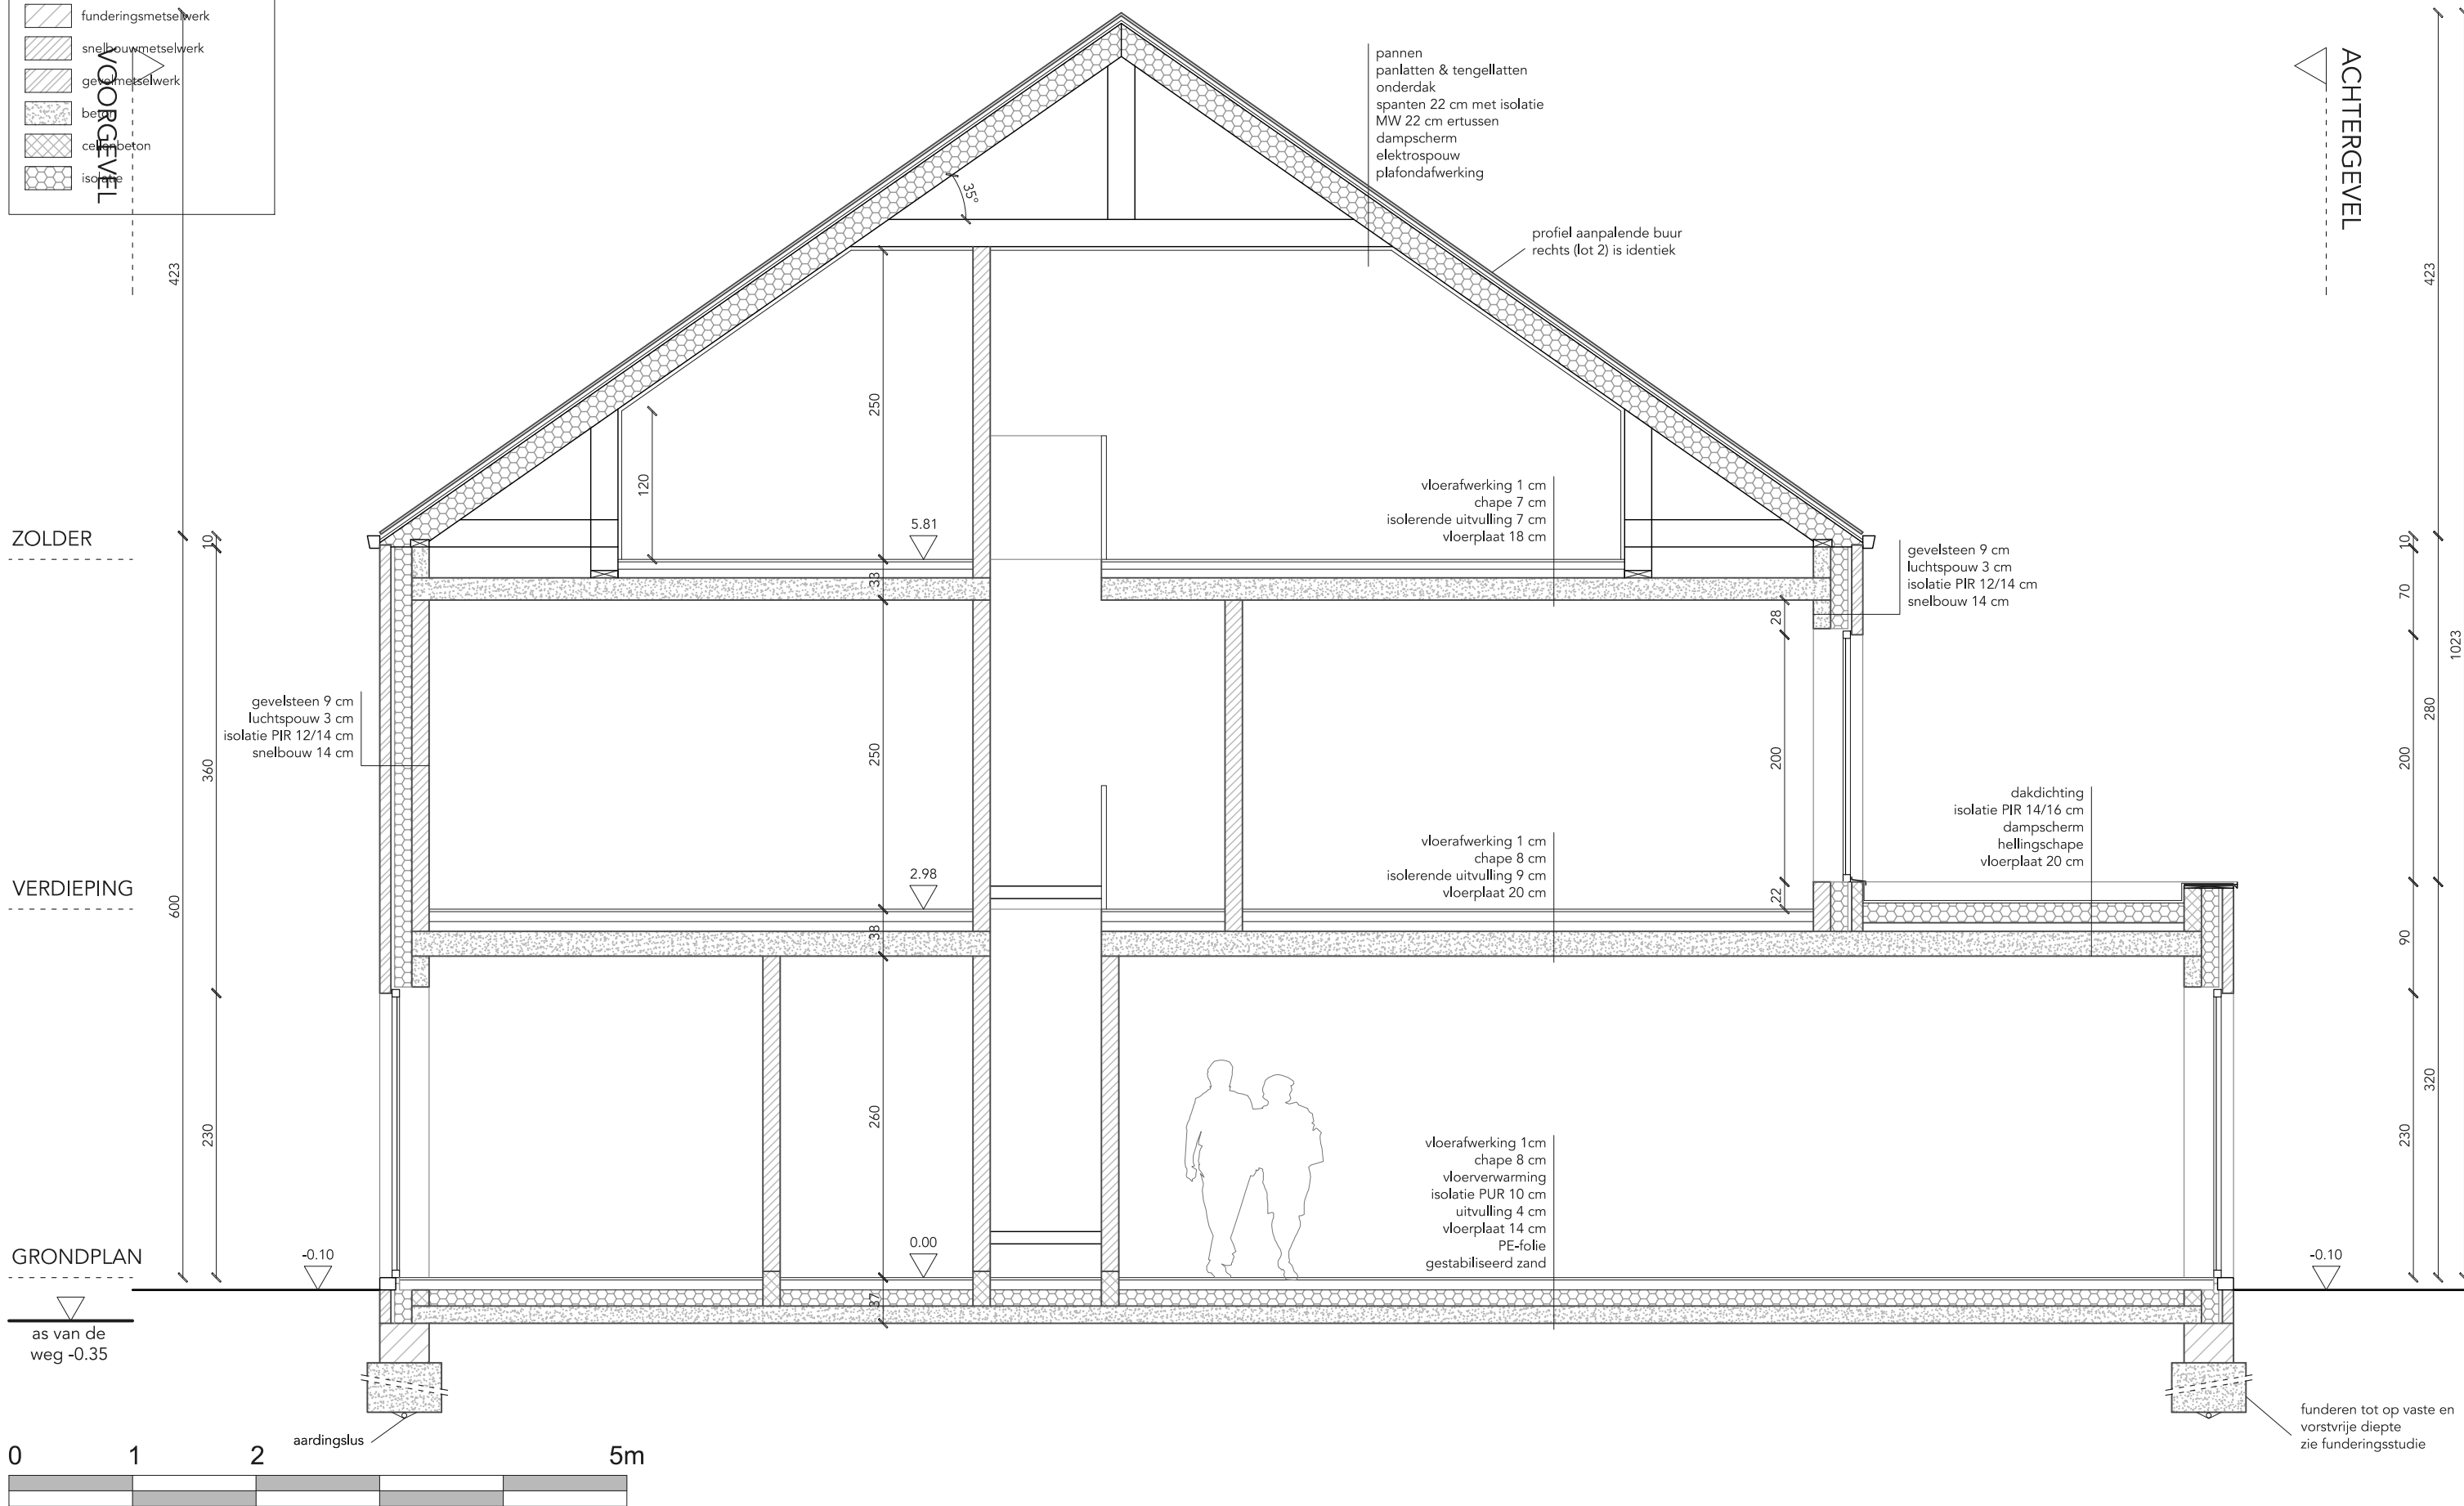 funderingsmetselwerk
snelbouwmetselwerk
gevelmetselwerk
beton
cellenbeton
isolatie
VOORGEVEL
ACHTERGEVEL
pannen
panlatten & tengellatten
onderdak
spanten 22 cm met isolatie
MW 22 cm ertussen
dampscherm
elektrospouw
plafondafwerking
35°
profiel aanpalende buur
rechts (lot 2) is identiek
423
423
250
120
vloerafwerking 1 cm
chape 7 cm
isolerende uitvulling 7 cm
vloerplaat 18 cm
5.81
ZOLDER
10
10
33
gevelsteen 9 cm
luchtspouw 3 cm
isolatie PIR 12/14 cm
snelbouw 14 cm
28
70
1023
gevelsteen 9 cm
luchtspouw 3 cm
isolatie PIR 12/14 cm
snelbouw 14 cm
360
250
200
200
280
dakdichting
isolatie PIR 14/16 cm
dampscherm
hellingschape
vloerplaat 20 cm
vloerafwerking 1 cm
chape 8 cm
isolerende uitvulling 9 cm
vloerplaat 20 cm
2.98
VERDIEPING
600
22
38
90
260
230
230
320
vloerafwerking 1cm
chape 8 cm
vloerverwarming
isolatie PUR 10 cm
uitvulling 4 cm
vloerplaat 14 cm
PE-folie
gestabiliseerd zand
GRONDPLAN
-0.10
0.00
-0.10
37
as van de
weg -0.35
aardingslus
funderen tot op vaste en
vorstvrije diepte
zie funderingsstudie
0 1 2 5m